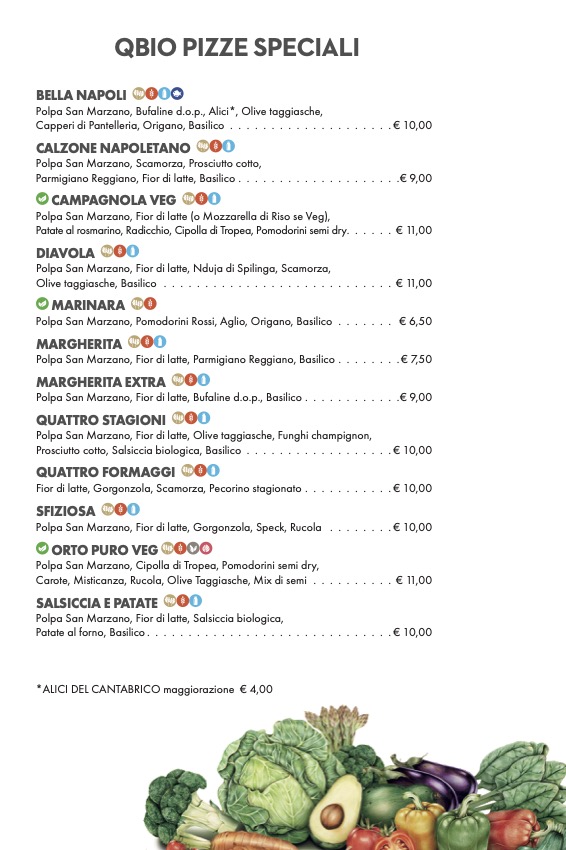 QBIO PIZZE SPECIALI
BELLA NAPOLI
Polpa San Marzano, Bufaline d.o.p., Alici*, Olive taggiasche,
Capperi di Pantelleria, Origano, Basilico . . . . . . . . . . . . . . . . . . . . . . € 10,00
CALZONE NAPOLETANO
Polpa San Marzano, Scamorza, Prosciutto cotto,
Parmigiano Reggiano, Fior di latte, Basilico . . . . . . . . . . . . . . . . . . . . . . € 9,00
CAMPAGNOLA VEG
Polpa San Marzano, Fior di latte (o Mozzarella di Riso se Veg),
Patate al rosmarino, Radicchio, Cipolla di Tropea, Pomodorini semi dry. . . . . . € 11,00
DIAVOLA
Polpa San Marzano, Fior di latte, Nduja di Spilinga, Scamorza,
Olive taggiasche, Basilico . . . . . . . . . . . . . . . . . . . . . . . . . . . . . . € 11,00
MARINARA
Polpa San Marzano, Pomodorini Rossi, Aglio, Origano, Basilico . . . . . . . € 6,50
MARGHERITA
Polpa San Marzano, Fior di latte, Parmigiano Reggiano, Basilico . . . . . . . . € 7,50
MARGHERITA EXTRA
Polpa San Marzano, Fior di latte, Bufaline d.o.p., Basilico . . . . . . . . . . . . € 9,00
QUATTRO STAGIONI
Polpa San Marzano, Fior di latte, Olive taggiasche, Funghi champignon,
Prosciutto cotto, Salsiccia biologica, Basilico . . . . . . . . . . . . . . . . . . . . € 10,00
QUATTRO FORMAGGI
Fior di latte, Gorgonzola, Scamorza, Pecorino stagionato . . . . . . . . . . . . € 10,00
SFIZIOSA
Polpa San Marzano, Fior di latte, Gorgonzola, Speck, Rucola . . . . . . . . € 10,00
ORTO PURO VEG
Polpa San Marzano, Cipolla di Tropea, Pomodorini semi dry,
Carote, Misticanza, Rucola, Olive Taggiasche, Mix di semi . . . . . . . . . . € 11,00
SALSICCIA E PATATE
Polpa San Marzano, Fior di latte, Salsiccia biologica,
Patate al forno, Basilico . . . . . . . . . . . . . . . . . . . . . . . . . . . . . . . . € 10,00
*ALICI DEL CANTABRICO maggiorazione € 4,00